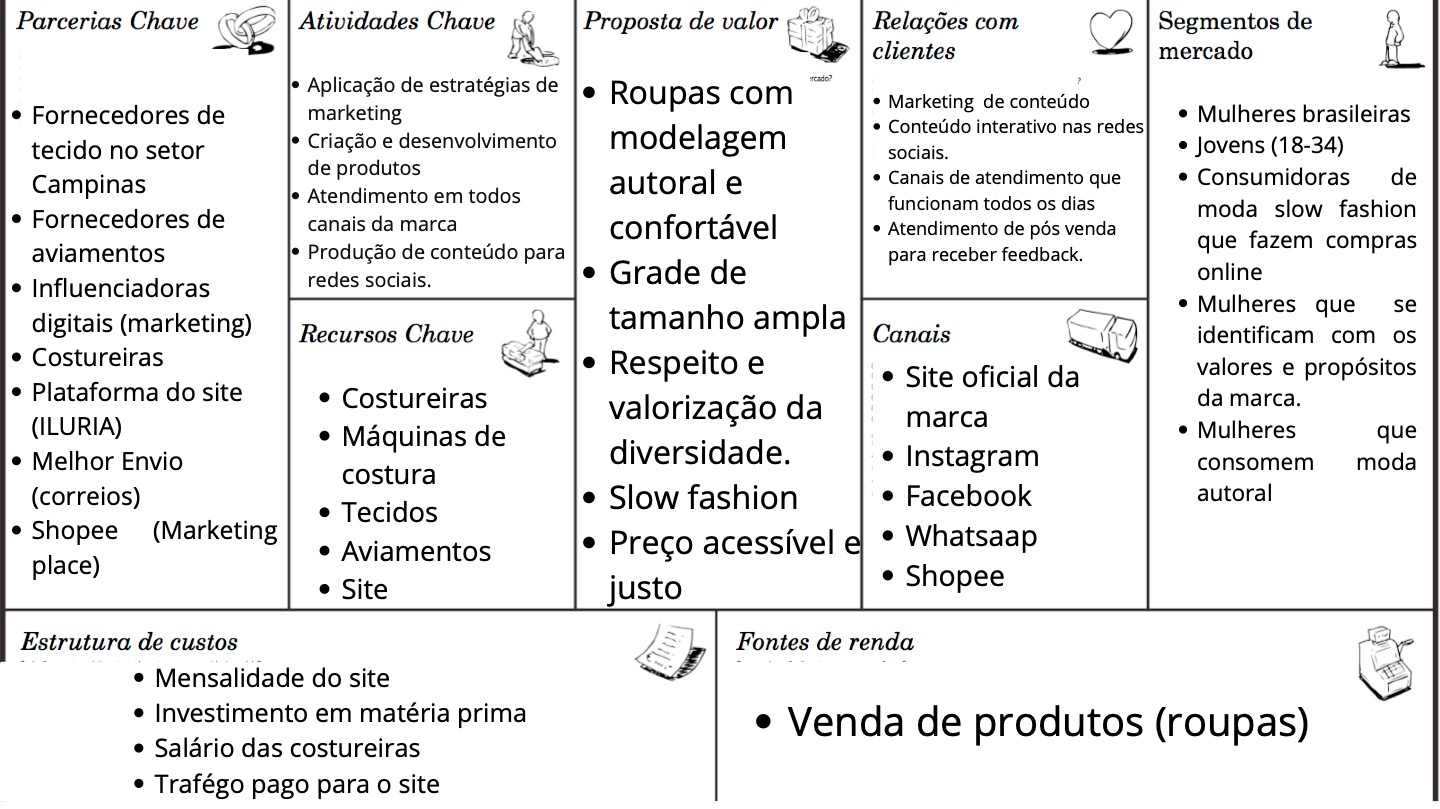 Parcerias Chave
Fornecedores de
tecido no setor
Campinas
Fornecedores de
aviamentos
Influenciadoras
digitais (marketing)
Costureiras
Plataforma do site
(ILURIA)
Melhor Envio
(correios)
Shopee (Marketing
place)
Atividades Chave
Aplicação de estratégias de
marketing
Criação e desenvolvimento
de produtos
Atendimento em todos
canais da marca
Produção de conteúdo para
redes sociais.
Recursos Chave
Costureiras
Máquinas de
costura
Tecidos
Aviamentos
Site
Proposta de valor
rcado?
Roupas com
modelagem
autoral e
confortável
Grade de
tamanho ampla
Respeito e
valorização da
diversidade.
Slow fashion
Preço acessível e
justo
Relações com
clientes
?
Marketing de conteúdo
Conteúdo interativo nas redes
sociais.
Canais de atendimento que
funcionam todos os dias
Atendimento de pós venda
para receber feedback.
Canais
Site oficial da
marca
Instagram
Facebook
Whatsaap
Shopee
Segmentos de
mercado
Mulheres brasileiras
Jovens (18-34)
Consumidoras de
moda slow fashion
que fazem compras
online
Mulheres que se
identificam com os
valores e propósitos
da marca.
Mulheres que
consomem moda
autoral
Estrutura de custos
Mensalidade do site
Investimento em matéria prima
Salário das costureiras
Trafégo pago para o site
Fontes de renda
Venda de produtos (roupas)